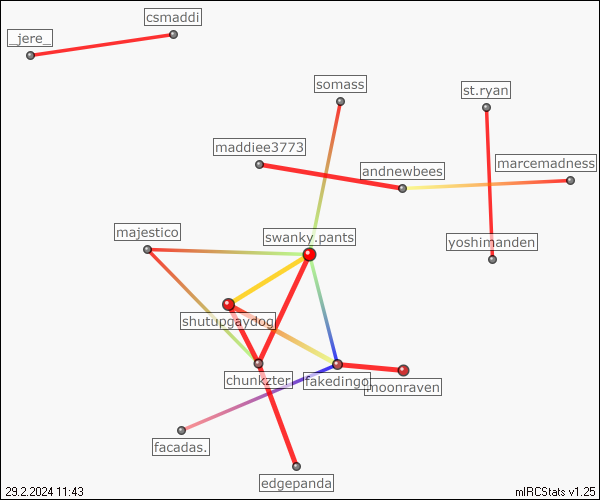 csmaddi
_jere_
somass
st.ryan
maddiee3773
marcemadness
andnewbees
majestico
swanky.pants
yoshimanden
shutupgaydog
chunkzter
fakedingo
moonraven
facadas.
edgepanda
29.2.2024 11:43
mIRCStats v1.25